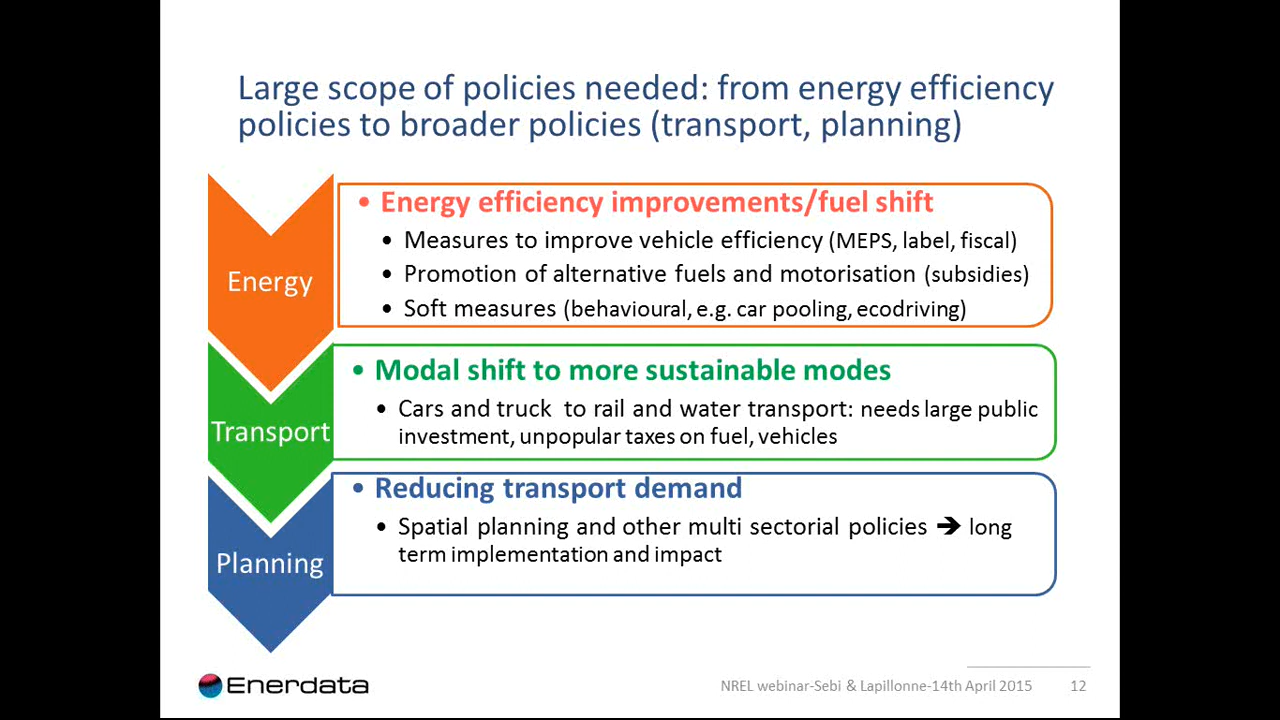 Large scope of policies needed: from energy efficiency
policies to broader policies (transport, planning)
Energy
• Energy efficiency improvements/fuel shift
• Measures to improve vehicle efficiency (MEPS, label, fiscal)
• Promotion of alternative fuels and motorisation (subsidies)
• Soft measures (behavioural, e.g. car pooling, ecodriving)
Transport
• Modal shift to more sustainable modes
• Cars and truck to rail and water transport: needs large public
investment, unpopular taxes on fuel, vehicles
Planning
• Reducing transport demand
• Spatial planning and other multi sectorial policies ➔ long
term implementation and impact
Enerdata
NREL webinar-Sebi & Lapillonne-14th April 2015 12